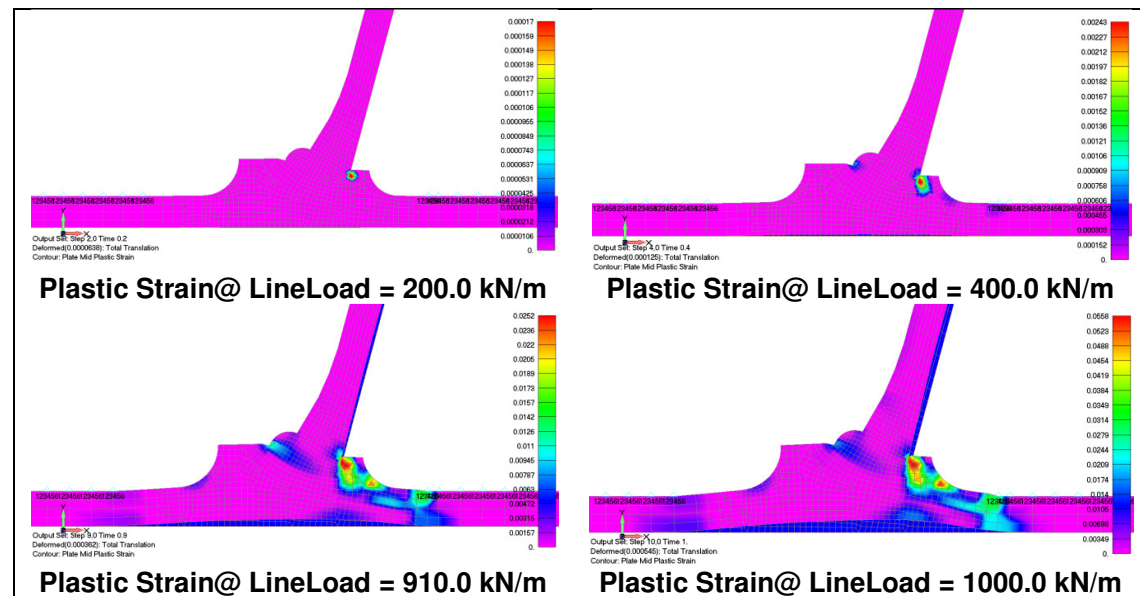 0.00017
0.000159
0.000149
0.000138
0.000127
0.000117
0.000106
0.0000955
0.0000849
0.0000743
0.0000637
0.0000531
0.0000425
0.0000318
0.0000212
0.0000106
0.
Y
X
Output Set: Step 2,0 Time 0.2
Deformed(0.0000638): Total Translation
Contour: Plate Mid Plastic Strain
Plastic Strain@ LineLoad = 200.0 kN/m
0.00243
0.00227
0.00212
0.00197
0.00182
0.00167
0.00152
0.00136
0.00121
0.00106
0.000909
0.000758
0.000606
0.000455
0.000303
0.000152
0.
Y
X
Output Set: Step 4,0 Time 0.4
Deformed(0.000125): Total Translation
Contour: Plate Mid Plastic Strain
Plastic Strain@ LineLoad = 400.0 kN/m
0.0252
0.0236
0.022
0.0205
0.0189
0.0173
0.0157
0.0142
0.0126
0.011
0.00945
0.00787
0.0063
0.00472
0.00315
0.00157
0.
Y
X
Output Set: Step 9,0 Time 0.9
Deformed(0.000362): Total Translation
Contour: Plate Mid Plastic Strain
Plastic Strain@ LineLoad = 910.0 kN/m
0.0558
0.0523
0.0488
0.0454
0.0419
0.0384
0.0349
0.0314
0.0279
0.0244
0.0209
0.0174
0.014
0.0105
0.00698
0.00349
0.
Y
X
Output Set: Step 10,0 Time 1.
Deformed(0.000545): Total Translation
Contour: Plate Mid Plastic Strain
Plastic Strain@ LineLoad = 1000.0 kN/m